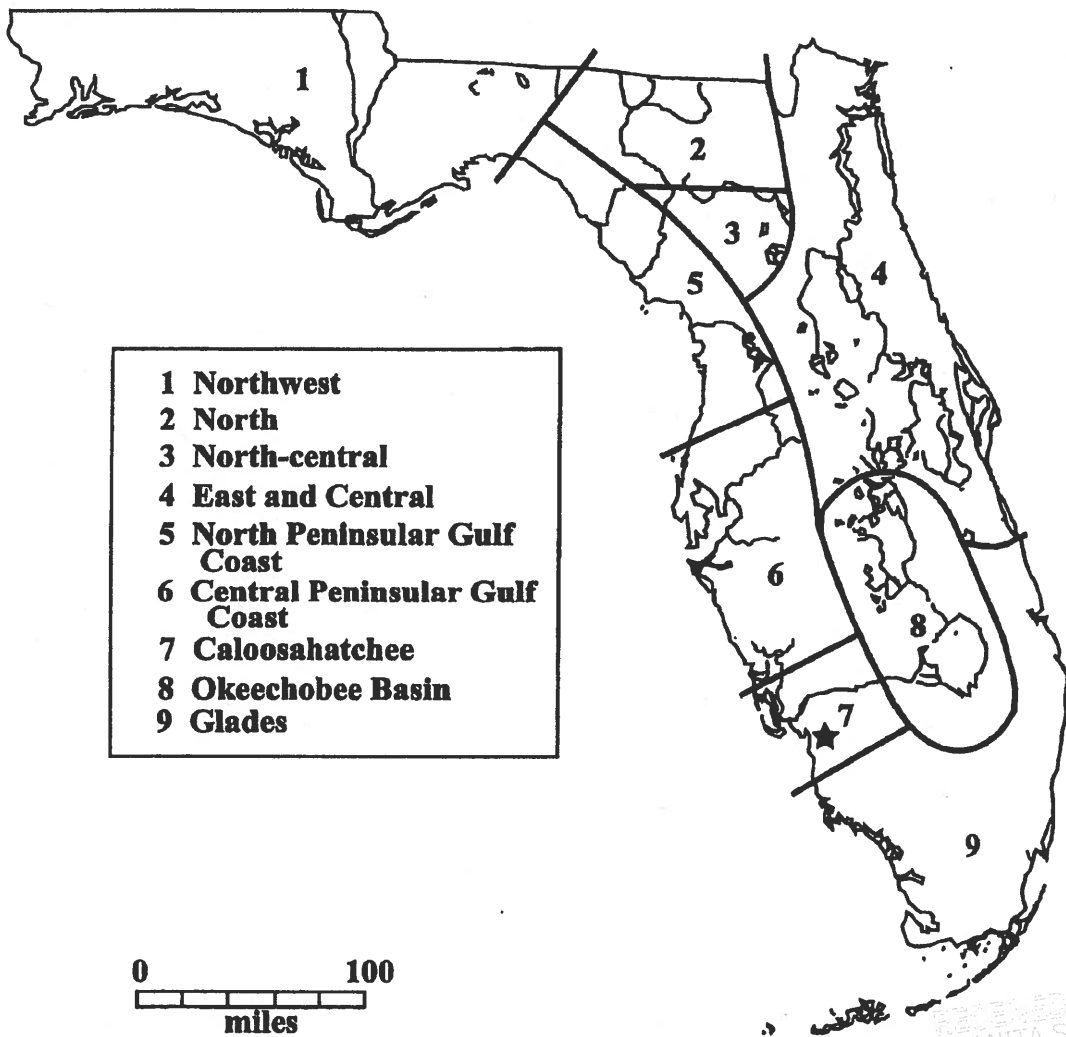 1
2
3
4
5
6
7
8
9
1 Northwest
2 North
3 North-central
4 East and Central
5 North Peninsular Gulf
Coast
6 Central Peninsular Gulf
Coast
7 Caloosahatchee
8 Okeechobee Basin
9 Glades
0 100
miles